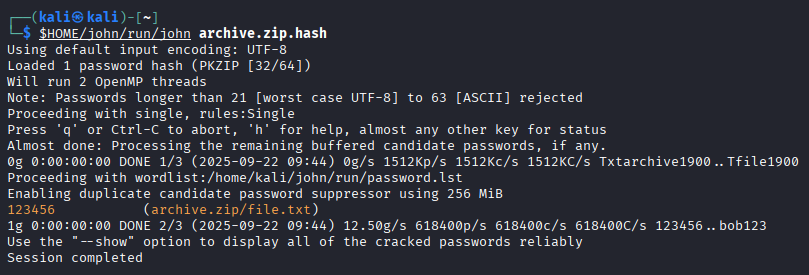 ┌──(kali㉿kali)-[~]
└─$ $HOME/john/run/john archive.zip.hash
Using default input encoding: UTF-8
Loaded 1 password hash (PKZIP [32/64])
Will run 2 OpenMP threads
Note: Passwords longer than 21 [worst case UTF-8] to 63 [ASCII] rejected
Proceeding with single, rules:Single
Press 'q' or Ctrl-C to abort, 'h' for help, almost any other key for status
Almost done: Processing the remaining buffered candidate passwords, if any.
0g 0:00:00:00 DONE 1/3 (2025-09-22 09:44) 0g/s 1512Kp/s 1512Kc/s 1512KC/s Txtarchive1900..Tfile1900
Proceeding with wordlist:/home/kali/john/run/password.lst
Enabling duplicate candidate password suppressor using 256 MiB
123456           (archive.zip/file.txt)
1g 0:00:00:00 DONE 2/3 (2025-09-22 09:44) 12.50g/s 618400p/s 618400c/s 618400C/s 123456..bob123
Use the "--show" option to display all of the cracked passwords reliably
Session completed